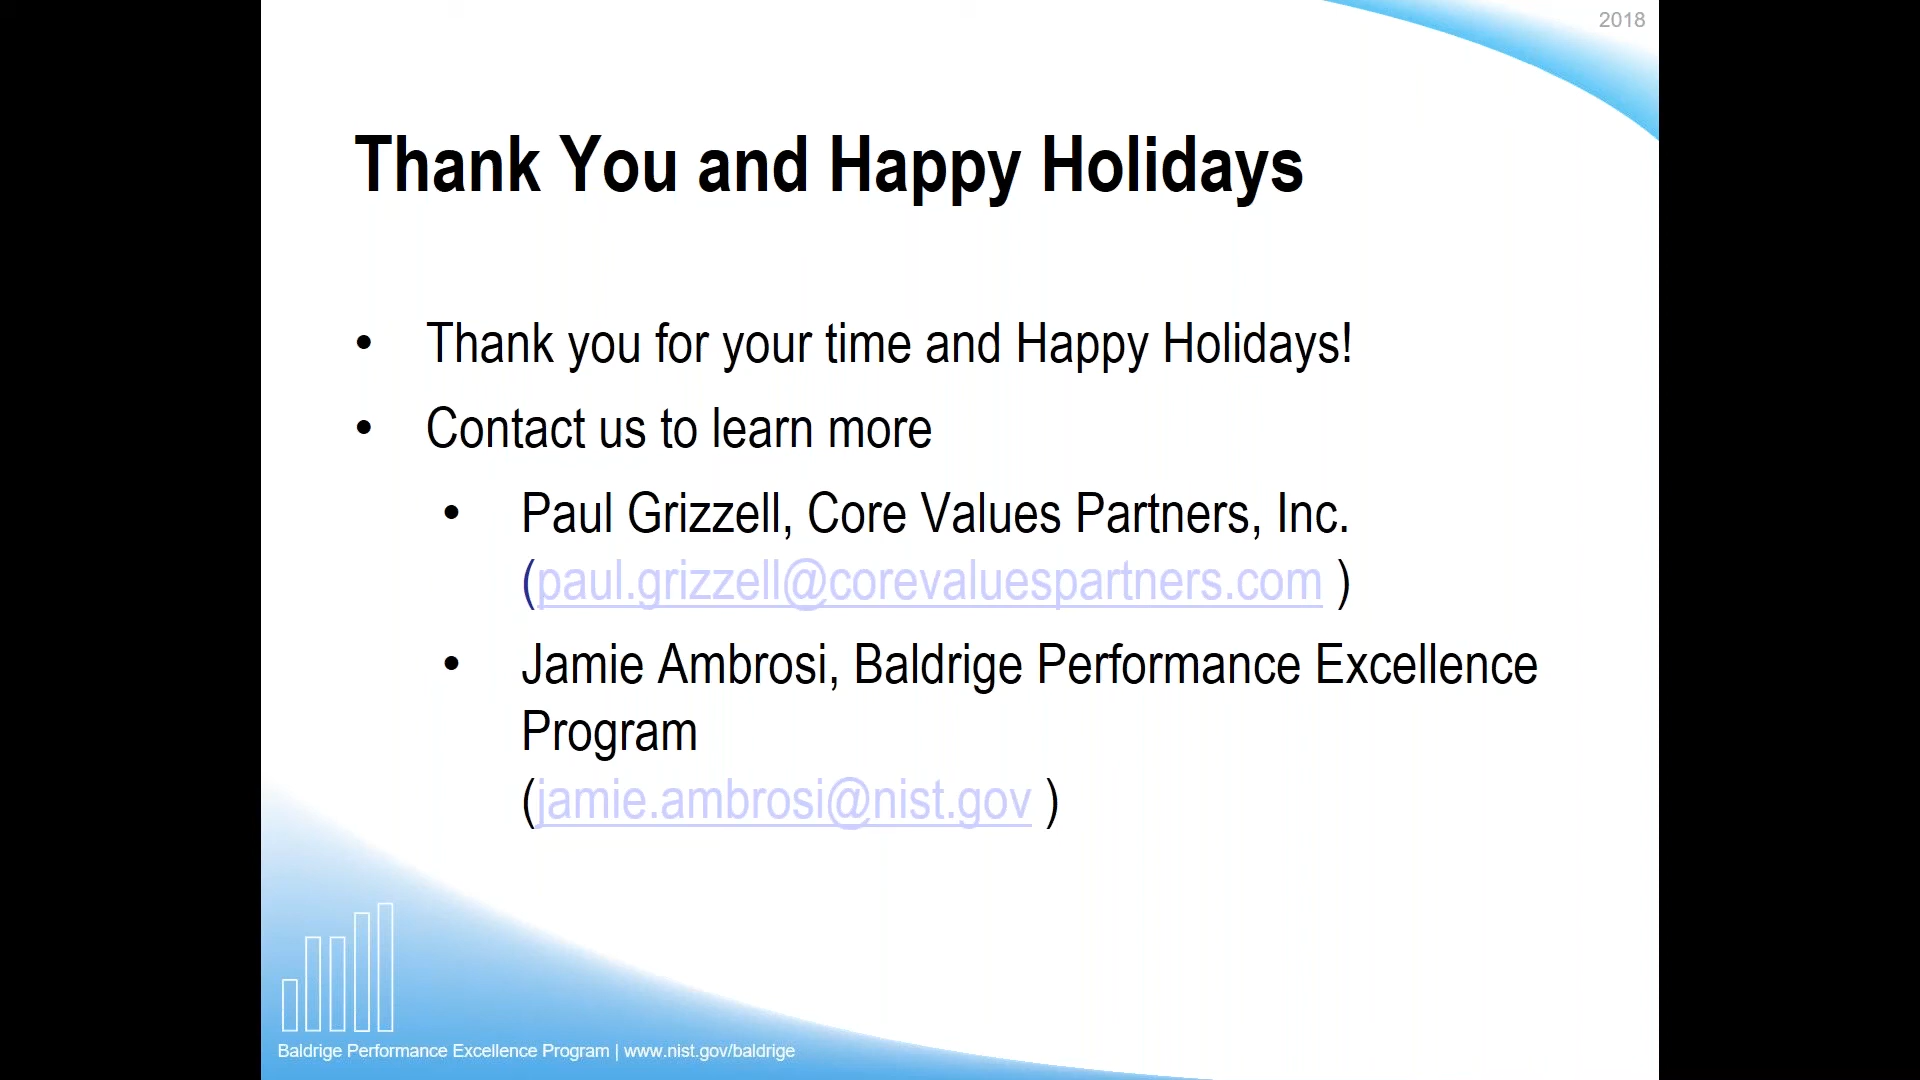 2018
Thank You and Happy Holidays
• Thank you for your time and Happy Holidays!
• Contact us to learn more
• Paul Grizzell, Core Values Partners, Inc.
(paul.grizzell@corevaluespartners.com )
• Jamie Ambrosi, Baldrige Performance Excellence
Program
(jamie.ambrosi@nist.gov )
Baldrige Performance Excellence Program | www.nist.gov/baldrige